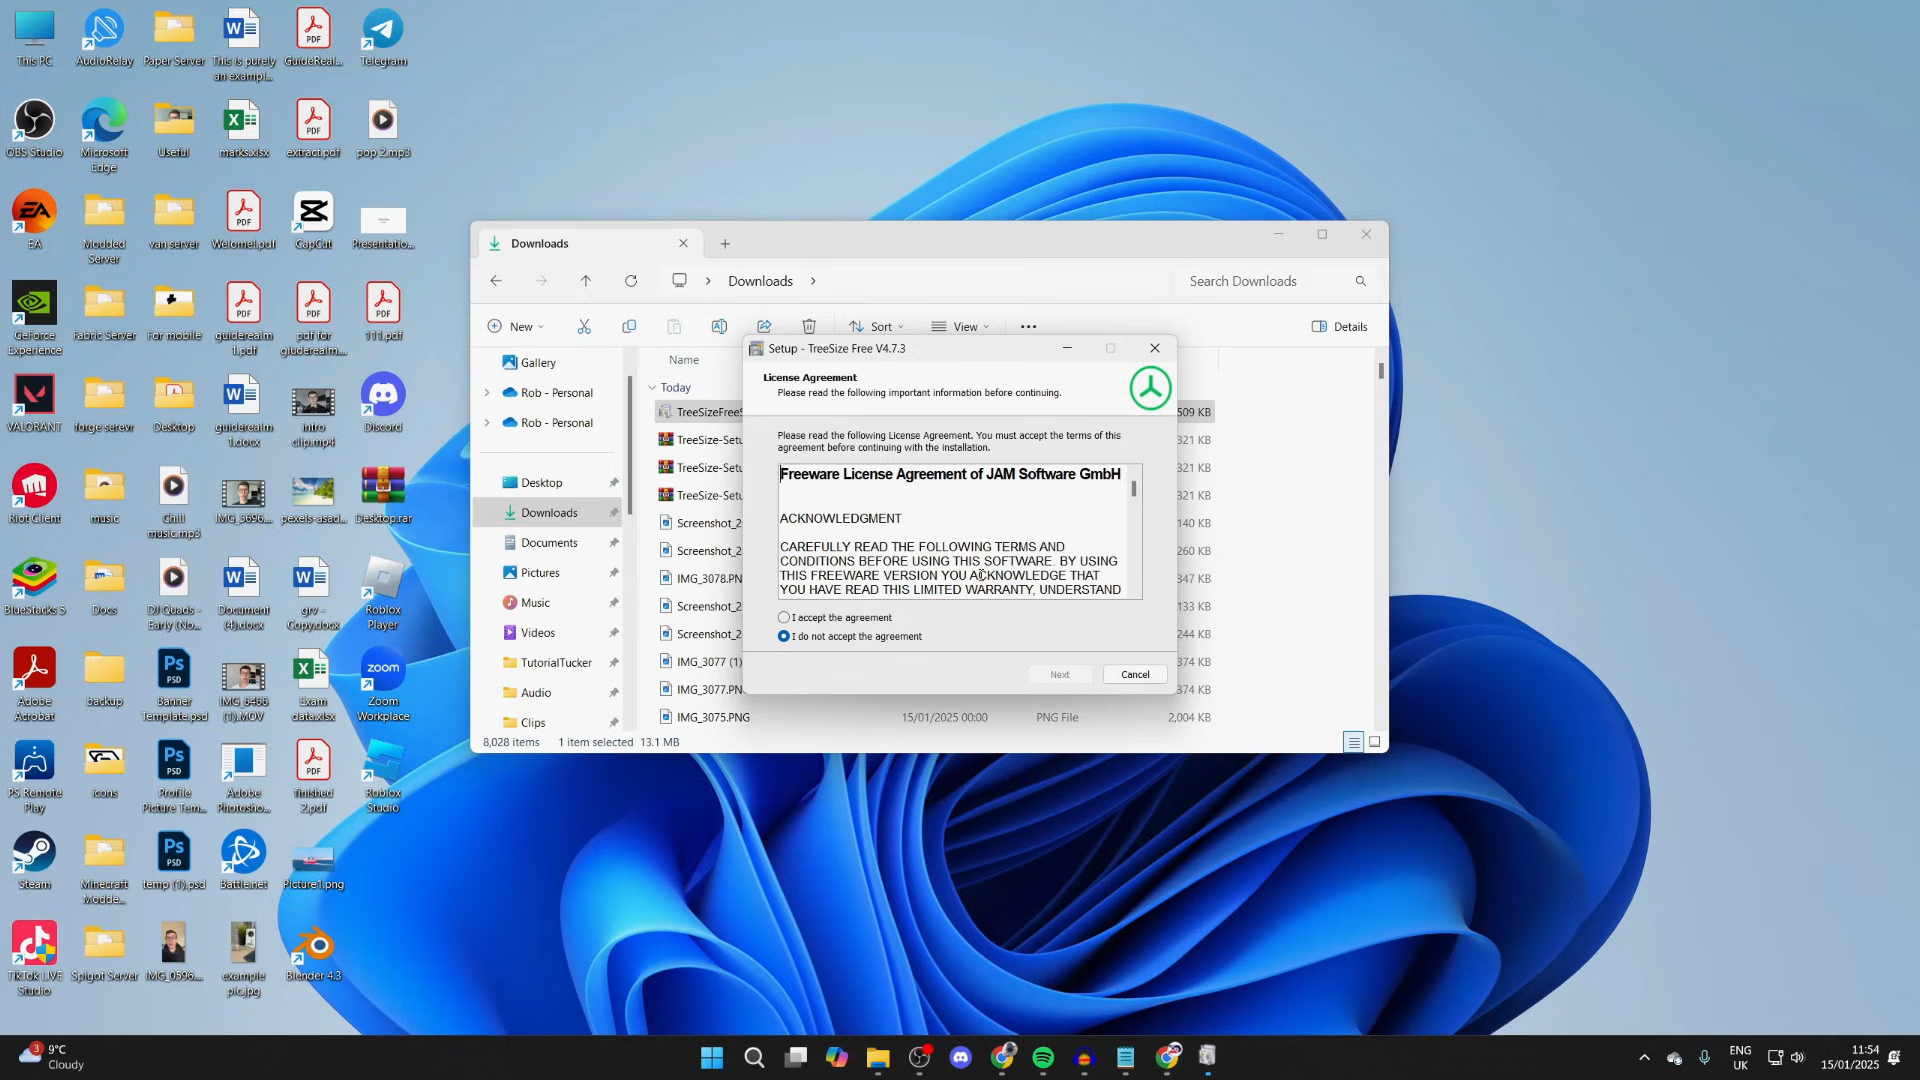 This PC
AudioRelay
Paper Server
This is purely
an exampl...
GuideReal...
Telegram
OBS Studio
Microsoft
Edge
Useful
marks.xlsx
extract.pdf
pop 2.mp3
EA
Modded
Server
van server
Welome!.pdf
CapCut
Presentatio...
GeForce
Experience
Fabric Server
For mobile
guiderealm
1.pdf
pdf for
giuderealm...
111.pdf
VALORANT
forge serevr
Desktop
guiderealm
1.docx
intro
clip.mp4
Discord
Riot Client
music
Chill
music.mp3
IMG_3696...
pexels-asad...
Desktop.rar
BlueStacks 5
Docs
DJ Quads -
Early (No...
Document
(4).docx
grv -
Copy.docx
Roblox
Player
Adobe
Acrobat
backup
Banner
Template.psd
IMG_6466
(1).MOV
Exam
data.xlsx
Zoom
Workplace
PS Remote
Play
icons
Profile
Picture Tem...
Adobe
Photosho...
finished
2.pdf
Roblox
Studio
Steam
Minecraft
Modde...
temp (1).psd
Battle.net
Picture1.png
TikTok LIVE
Studio
Spigot Server
IMG_0596....
example
pic.jpg
Blender 4.3
Downloads
Downloads
Search Downloads
New
Sort
View
Details
Gallery
Rob - Personal
Rob - Personal
Desktop
Downloads
Documents
Pictures
Music
Videos
TutorialTucker
Audio
Clips
Name
Today
TreeSizeFreeS
509 KB
TreeSize-Setu
321 KB
TreeSize-Setu
321 KB
TreeSize-Setu
321 KB
Screenshot_2
140 KB
Screenshot_2
260 KB
IMG_3078.PN
347 KB
Screenshot_2
133 KB
Screenshot_2
244 KB
IMG_3077 (1)
374 KB
IMG_3077.PN
374 KB
IMG_3075.PNG 15/01/2025 00:00 PNG File 2,004 KB
8,028 items 1 item selected 13.1 MB
Setup - TreeSize Free V4.7.3
License Agreement
Please read the following important information before continuing.
Please read the following License Agreement. You must accept the terms of this
agreement before continuing with the installation.
Freeware License Agreement of JAM Software GmbH
ACKNOWLEDGMENT
CAREFULLY READ THE FOLLOWING TERMS AND
CONDITIONS BEFORE USING THIS SOFTWARE. BY USING
THIS FREEWARE VERSION YOU ACKNOWLEDGE THAT
YOU HAVE READ THIS LIMITED WARRANTY, UNDERSTAND
I accept the agreement
I do not accept the agreement
Next
Cancel
3
9°C
Cloudy
ENG
UK
11:54
15/01/2025